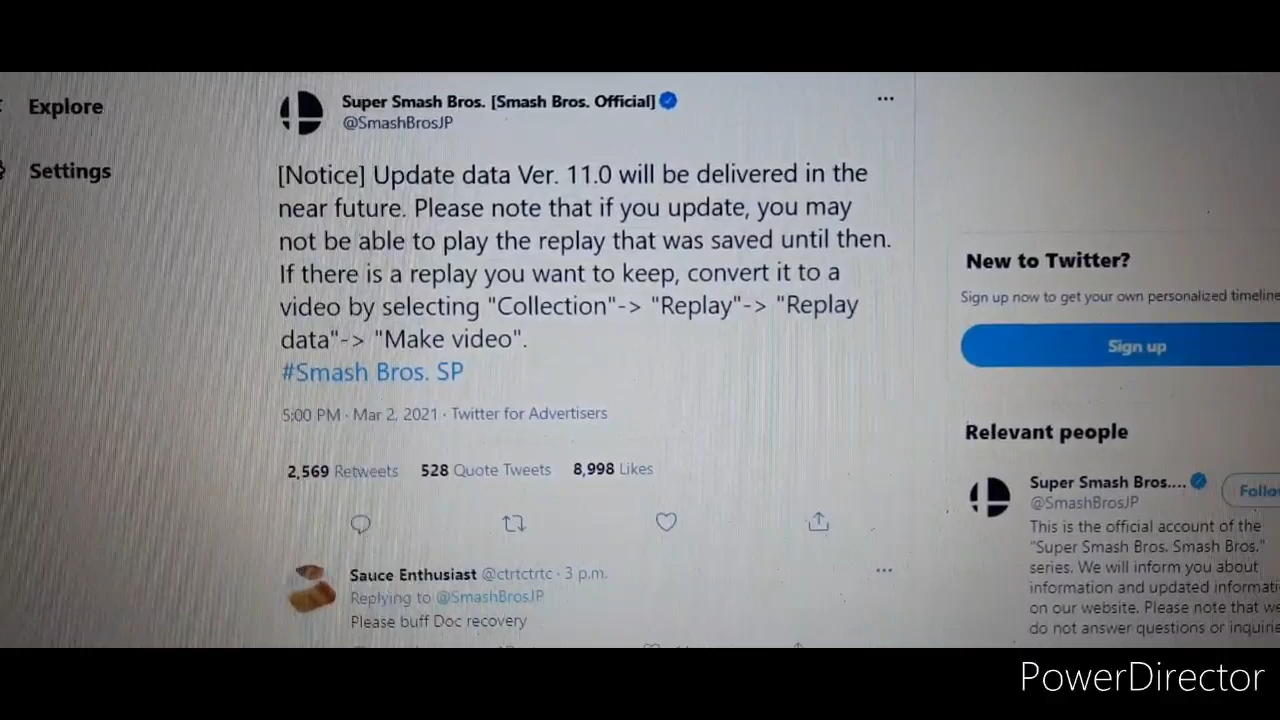 Explore
Settings
Super Smash Bros. [Smash Bros. Official]
@SmashBrosJP
[Notice] Update data Ver. 11.0 will be delivered in the
near future. Please note that if you update, you may
not be able to play the replay that was saved until then.
If there is a replay you want to keep, convert it to a
video by selecting "Collection"-> "Replay"-> "Replay
data"-> "Make video".
#Smash Bros. SP
5:00 PM · Mar 2, 2021 · Twitter for Advertisers
2,569 Retweets 528 Quote Tweets 8,998 Likes
Sauce Enthusiast @ctrtctrtc · 3 p.m.
Replying to @SmashBrosJP
Please buff Doc recovery
New to Twitter?
Sign up now to get your own personalized timeline
Sign up
Relevant people
Super Smash Bros....
@SmashBrosJP
Follo
This is the official account of the
"Super Smash Bros. Smash Bros."
series. We will inform you about
information and updated informati
on our website. Please note that we
do not answer questions or inquirie
PowerDirector